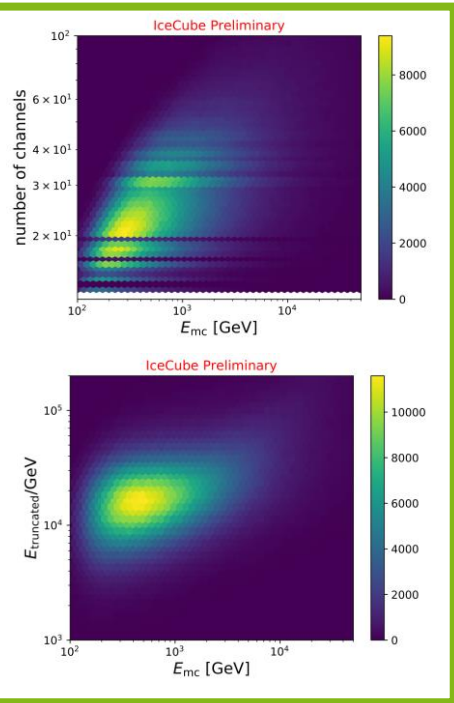 IceCube Preliminary
10²
6 × 10¹
4 × 10¹
3 × 10¹
2 × 10¹
number of channels
10² 10³ 10⁴
E_mc [GeV]
8000
6000
4000
2000
0
IceCube Preliminary
10⁵
10⁴
10³
E_truncated/GeV
10² 10³ 10⁴
E_mc [GeV]
10000
8000
6000
4000
2000
0